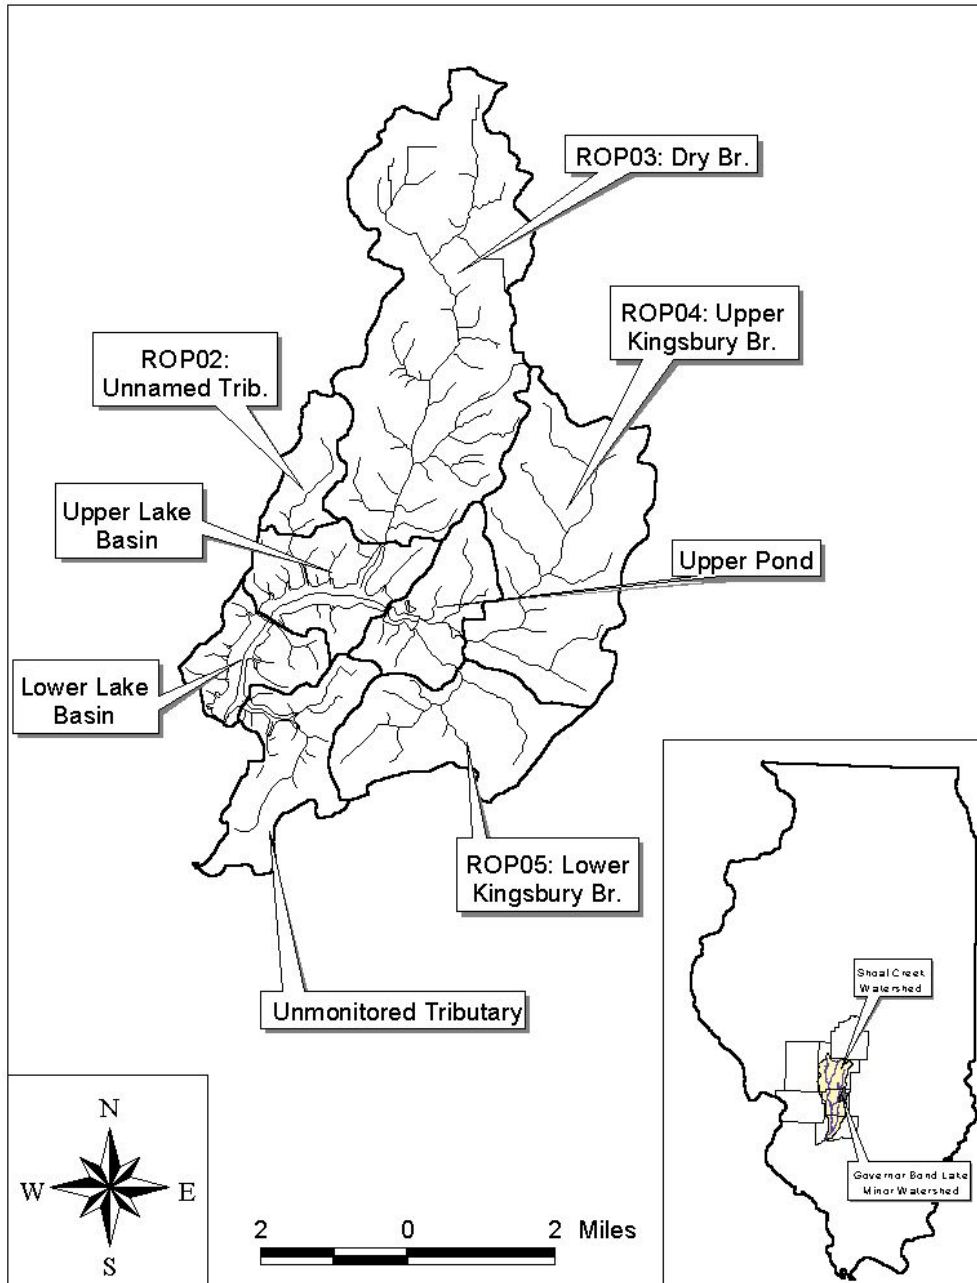 ROP03: Dry Br.
ROP04: Upper
Kingsbury Br.
ROP02:
Unnamed Trib.
Upper Lake
Basin
Upper Pond
Lower Lake
Basin
ROP05: Lower
Kingsbury Br.
Unmonitored Tributary
Shoal Creek
Watershed
Governor Bond Lake
Minor Watershed
N
W
E
S
2
0
2
Miles